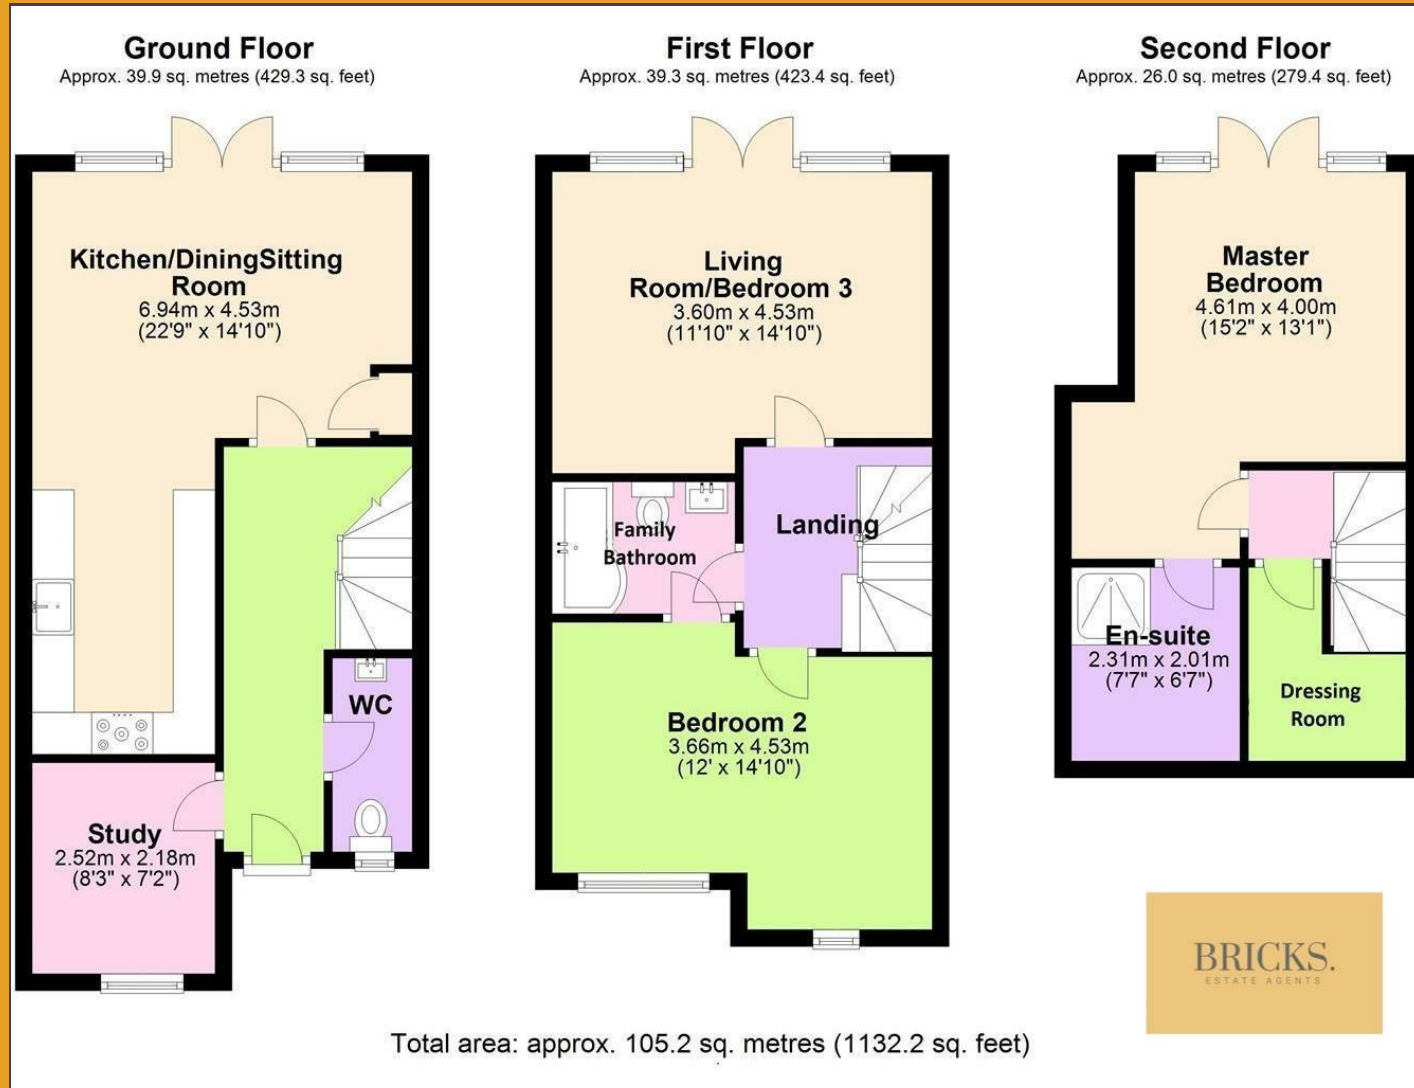 Ground Floor
Approx. 39.9 sq. metres (429.3 sq. feet)
Kitchen/DiningSitting
Room
6.94m x 4.53m
(22'9" x 14'10")
WC
Study
2.52m x 2.18m
(8'3" x 7'2")
First Floor
Approx. 39.3 sq. metres (423.4 sq. feet)
Living
Room/Bedroom 3
3.60m x 4.53m
(11'10" x 14'10")
Family
Bathroom
Landing
Bedroom 2
3.66m x 4.53m
(12' x 14'10")
Second Floor
Approx. 26.0 sq. metres (279.4 sq. feet)
Master
Bedroom
4.61m x 4.00m
(15'2" x 13'1")
En-suite
2.31m x 2.01m
(7'7" x 6'7")
Dressing
Room
BRICKS.
ESTATE AGENTS
Total area: approx. 105.2 sq. metres (1132.2 sq. feet)